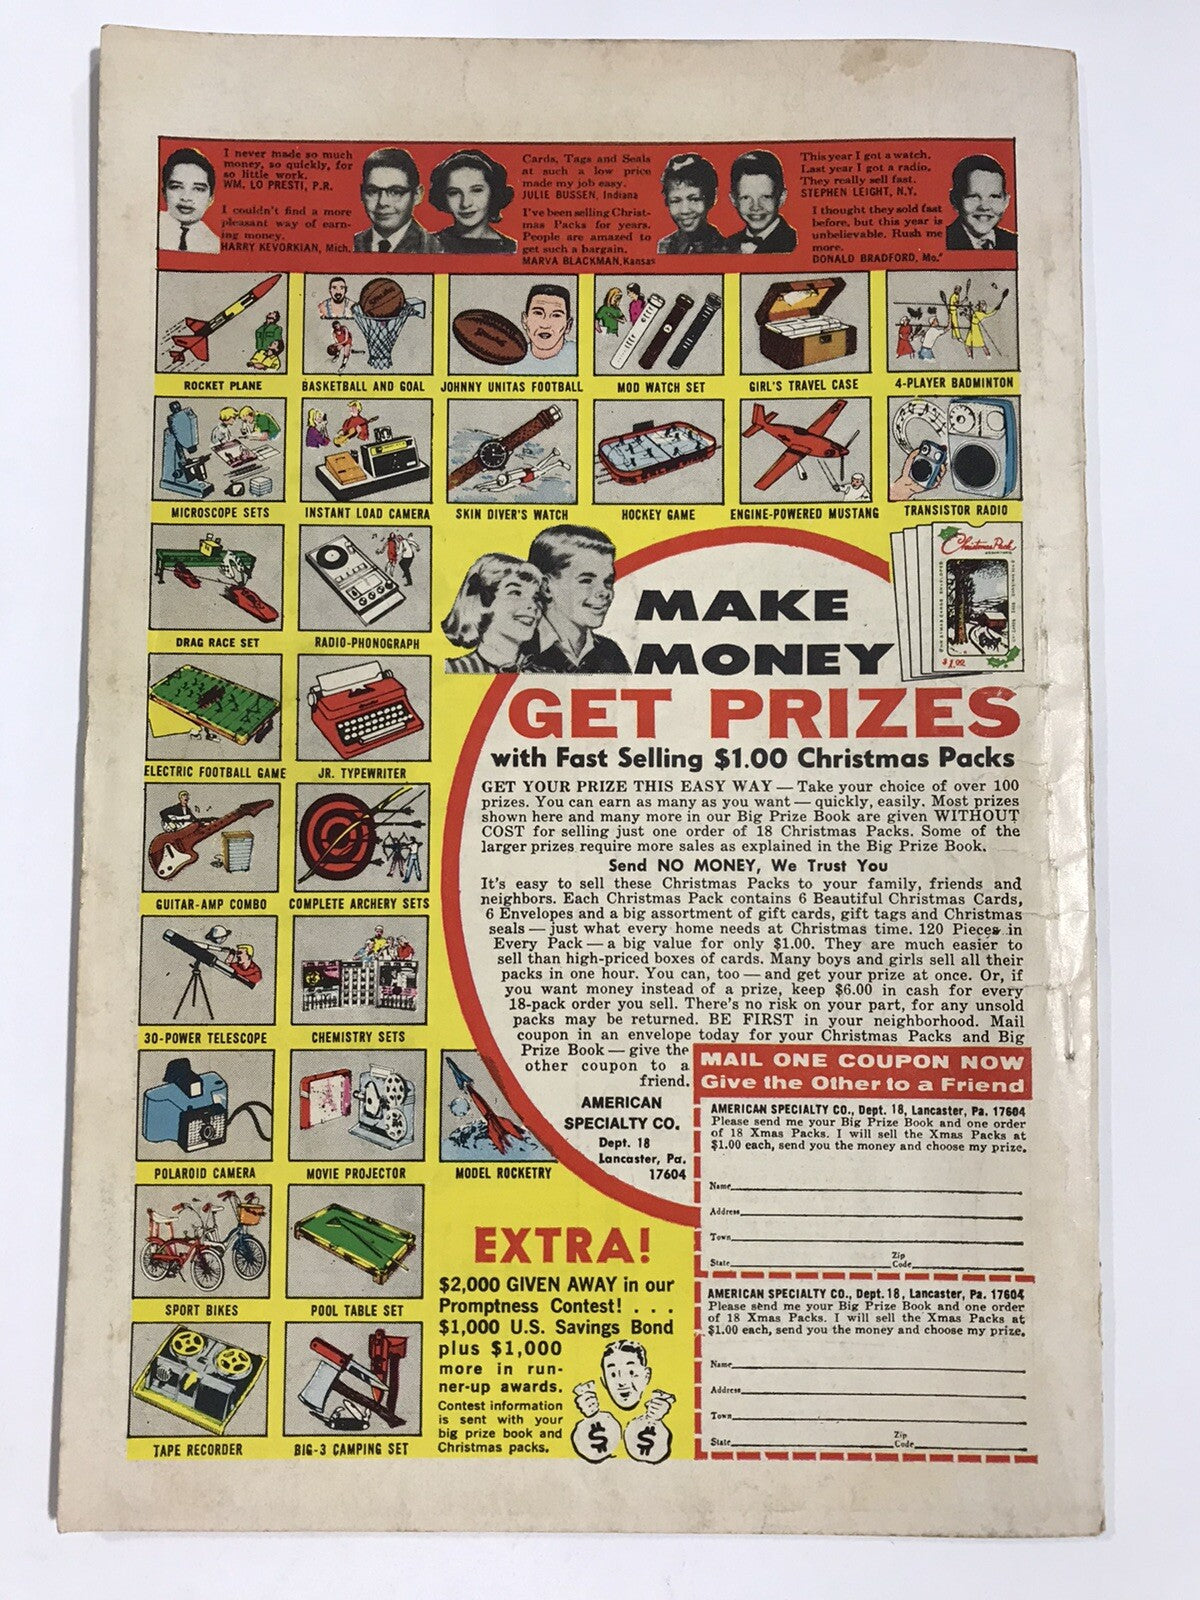 I never made so much
money, so quickly, for
so little work.
WM. LO PRESTI, P.R.
I couldn't find a more
pleasant way of earn-
ing money.
HARRY KEVORKIAN, Mich.
Cards, Tags and Seals
at such a low price
made my job easy.
JULIE BUSSEN, Indiana
I've been selling Christ-
mas Packs for years.
People are amazed to
get such a bargain.
MARVA BLACKMAN, Kansas
This year I got a watch.
Last year I got a radio.
They really sell fast.
STEPHEN LEIGHT, N.Y.
I thought they sold fast
before, but this year is
unbelievable. Rush me
more.
DONALD BRADFORD, Mo."
ROCKET PLANE
BASKETBALL AND GOAL
JOHNNY UNITAS FOOTBALL
MOD WATCH SET
GIRL'S TRAVEL CASE
4-PLAYER BADMINTON
MICROSCOPE SETS
INSTANT LOAD CAMERA
SKIN DIVER'S WATCH
HOCKEY GAME
ENGINE-POWERED MUSTANG
TRANSISTOR RADIO
DRAG RACE SET
RADIO-PHONOGRAPH
ELECTRIC FOOTBALL GAME
JR. TYPEWRITER
GUITAR-AMP COMBO
COMPLETE ARCHERY SETS
30-POWER TELESCOPE
CHEMISTRY SETS
POLAROID CAMERA
MOVIE PROJECTOR
MODEL ROCKETRY
SPORT BIKES
POOL TABLE SET
TAPE RECORDER
BIG-3 CAMPING SET
Christmas Pack
$1.00
MAKE
MONEY
GET PRIZES
with Fast Selling $1.00 Christmas Packs
GET YOUR PRIZE THIS EASY WAY — Take your choice of over 100
prizes. You can earn as many as you want — quickly, easily. Most prizes
shown here and many more in our Big Prize Book are given WITHOUT
COST for selling just one order of 18 Christmas Packs. Some of the
larger prizes require more sales as explained in the Big Prize Book.
Send NO MONEY, We Trust You
It's easy to sell these Christmas Packs to your family, friends and
neighbors. Each Christmas Pack contains 6 Beautiful Christmas Cards,
6 Envelopes and a big assortment of gift cards, gift tags and Christmas
seals — just what every home needs at Christmas time. 120 Pieces in
Every Pack — a big value for only $1.00. They are much easier to
sell than high-priced boxes of cards. Many boys and girls sell all their
packs in one hour. You can, too — and get your prize at once. Or, if
you want money instead of a prize, keep $6.00 in cash for every
18-pack order you sell. There's no risk on your part, for any unsold
packs may be returned. BE FIRST in your neighborhood. Mail
coupon in an envelope today for your Christmas Packs and Big
Prize Book — give the
other coupon to a
friend.
AMERICAN
SPECIALTY CO.
Dept. 18
Lancaster, Pa.
17604
EXTRA!
$2,000 GIVEN AWAY in our
Promptness Contest! . . .
$1,000 U.S. Savings Bond
plus $1,000
more in run-
ner-up awards.
Contest information
is sent with your
big prize book and
Christmas packs.
$ $
MAIL ONE COUPON NOW
Give the Other to a Friend
AMERICAN SPECIALTY CO., Dept. 18, Lancaster, Pa. 17604
Please send me your Big Prize Book and one order
of 18 Xmas Packs. I will sell the Xmas Packs at
$1.00 each, send you the money and choose my prize.
Name
Address
Town
State Zip Code
AMERICAN SPECIALTY CO., Dept. 18, Lancaster, Pa. 17604
Please send me your Big Prize Book and one order
of 18 Xmas Packs. I will sell the Xmas Packs at
$1.00 each, send you the money and choose my prize.
Name
Address
Town
State Zip Code